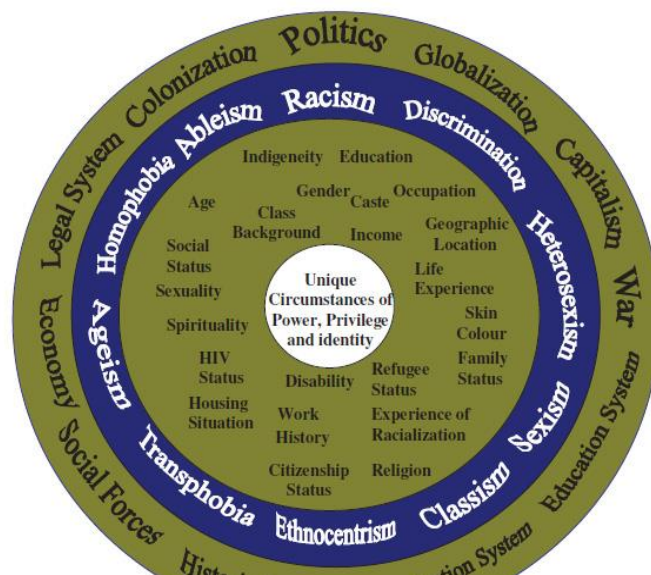 Politics
Globalization
Capitalism
War
Education System
Social Forces
Economy
Legal System
Colonization
Racism
Discrimination
Heterosexism
Sexism
Classism
Ethnocentrism
Transphobia
Ageism
Homophobia
Ableism
Indigeneity
Education
Age
Gender
Caste
Occupation
Class
Background
Income
Geographic
Location
Social
Status
Life
Experience
Sexuality
Skin
Colour
Spirituality
HIV
Status
Family
Status
Disability
Refugee
Status
Housing
Situation
Work
History
Experience of
Racialization
Citizenship
Status
Religion
Unique
Circumstances of
Power, Privilege
and identity
System